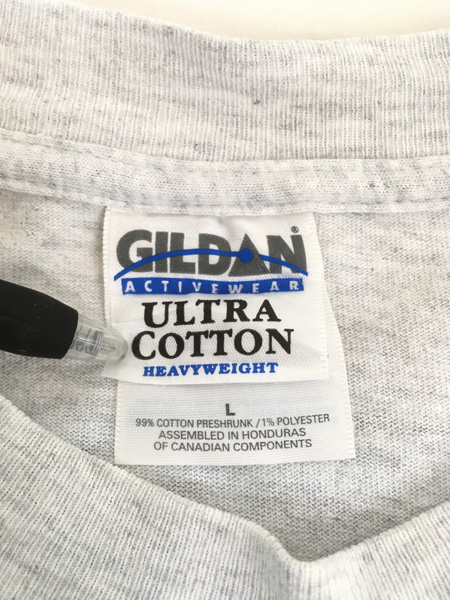 GILDAN®
ACTIVEWEAR
ULTRA
COTTON
HEAVYWEIGHT
L
99% COTTON PRESHRUNK / 1% POLYESTER
ASSEMBLED IN HONDURAS
OF CANADIAN COMPONENTS